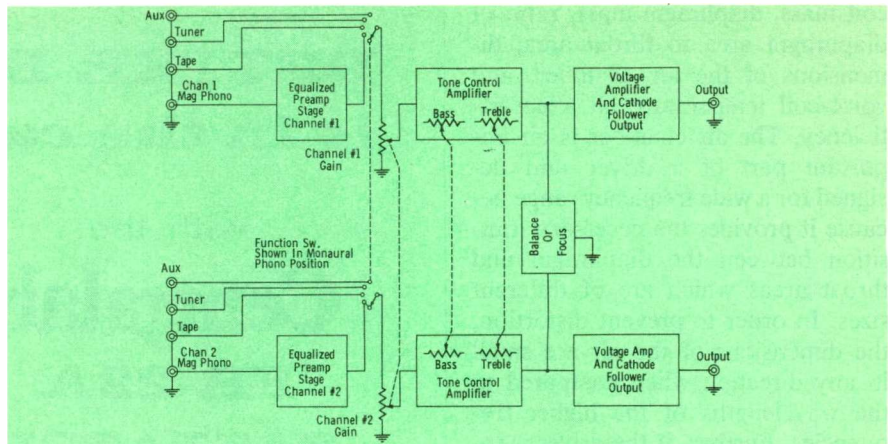 Aux
Tuner
Tape
Chan 1
Mag Phono
Equalized
Preamp
Stage
Channel #1
Channel #1
Gain
Tone Control
Amplifier
Bass
Treble
Voltage
Amplifier
And Cathode
Follower
Output
Output
Balance
Or
Focus
Function Sw.
Shown In Monaural
Phono Position
Aux
Tuner
Tape
Chan 2
Mag Phono
Equalized
Preamp
Stage
Channel #2
Channel #2
Gain
Bass
Treble
Tone Control
Amplifier
Voltage Amp
And Cathode
Follower
Output
Output